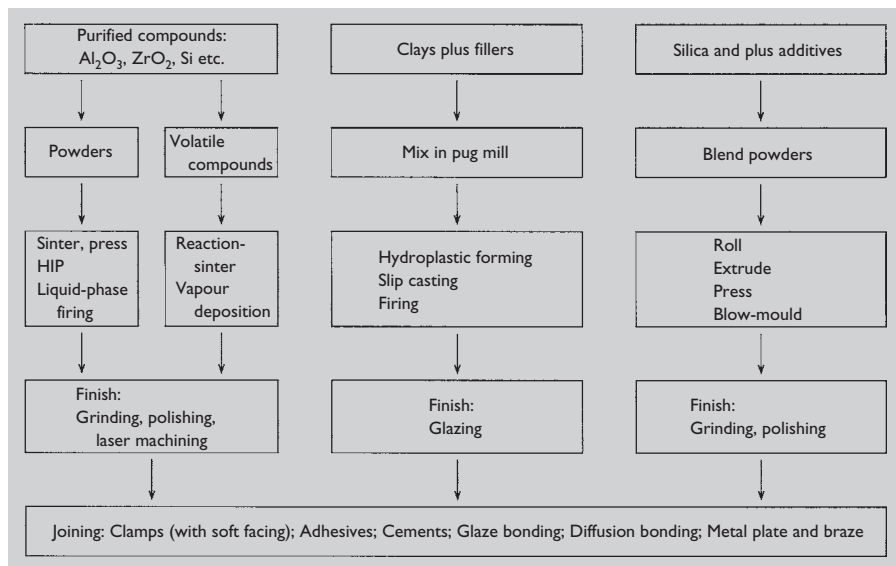 Purified compounds:
Al₂O₃, ZrO₂, Si etc.
Clays plus fillers
Silica and plus additives
Powders
Volatile
compounds
Mix in pug mill
Blend powders
Sinter, press
HIP
Liquid-phase
firing
Reaction-
sinter
Vapour
deposition
Hydroplastic forming
Slip casting
Firing
Roll
Extrude
Press
Blow-mould
Finish:
Grinding, polishing,
laser machining
Finish:
Glazing
Finish:
Grinding, polishing
Joining: Clamps (with soft facing); Adhesives; Cements; Glaze bonding; Diffusion bonding; Metal plate and braze